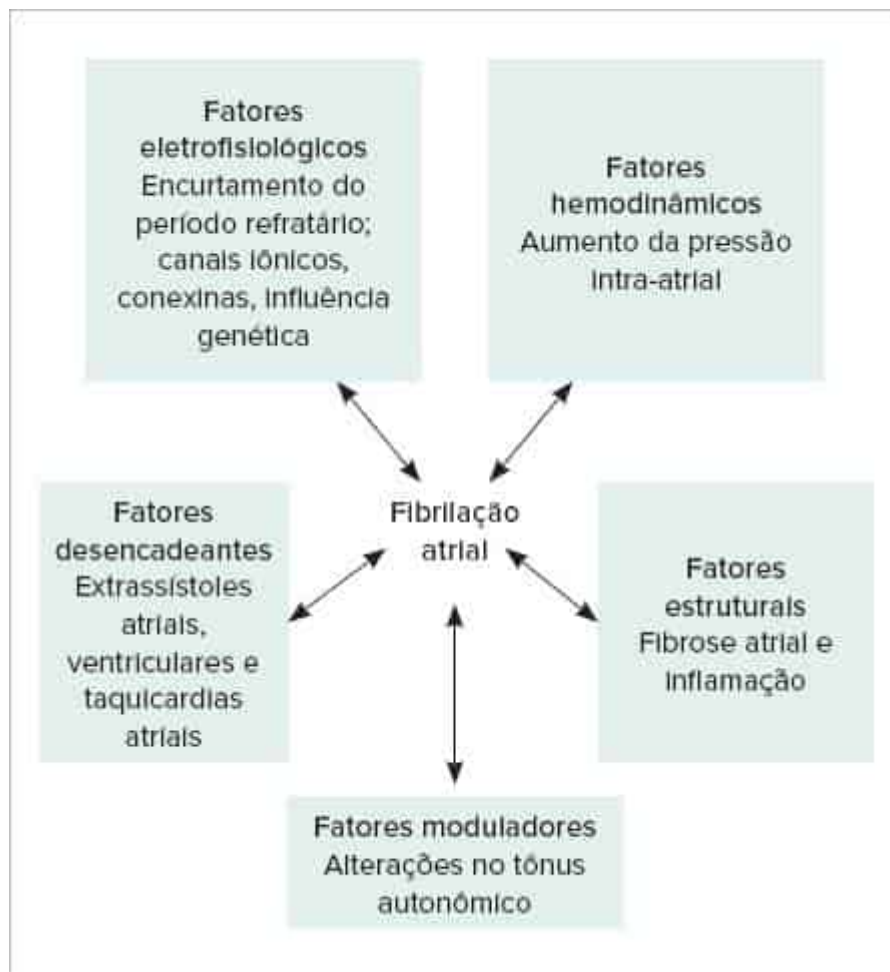 Fatores
eletrofisiológicos
Encurtamento do
período refratário;
canais iônicos,
conexinas, influência
genética
Fatores
hemodinâmicos
Aumento da pressão
intra-atrial
Fatores
desencadeantes
Extrassístoles
atriais,
ventriculares e
taquicardias
atriais
Fibrilação
atrial
Fatores
estruturais
Fibrose atrial e
inflamação
Fatores moduladores
Alterações no tônus
autonômico